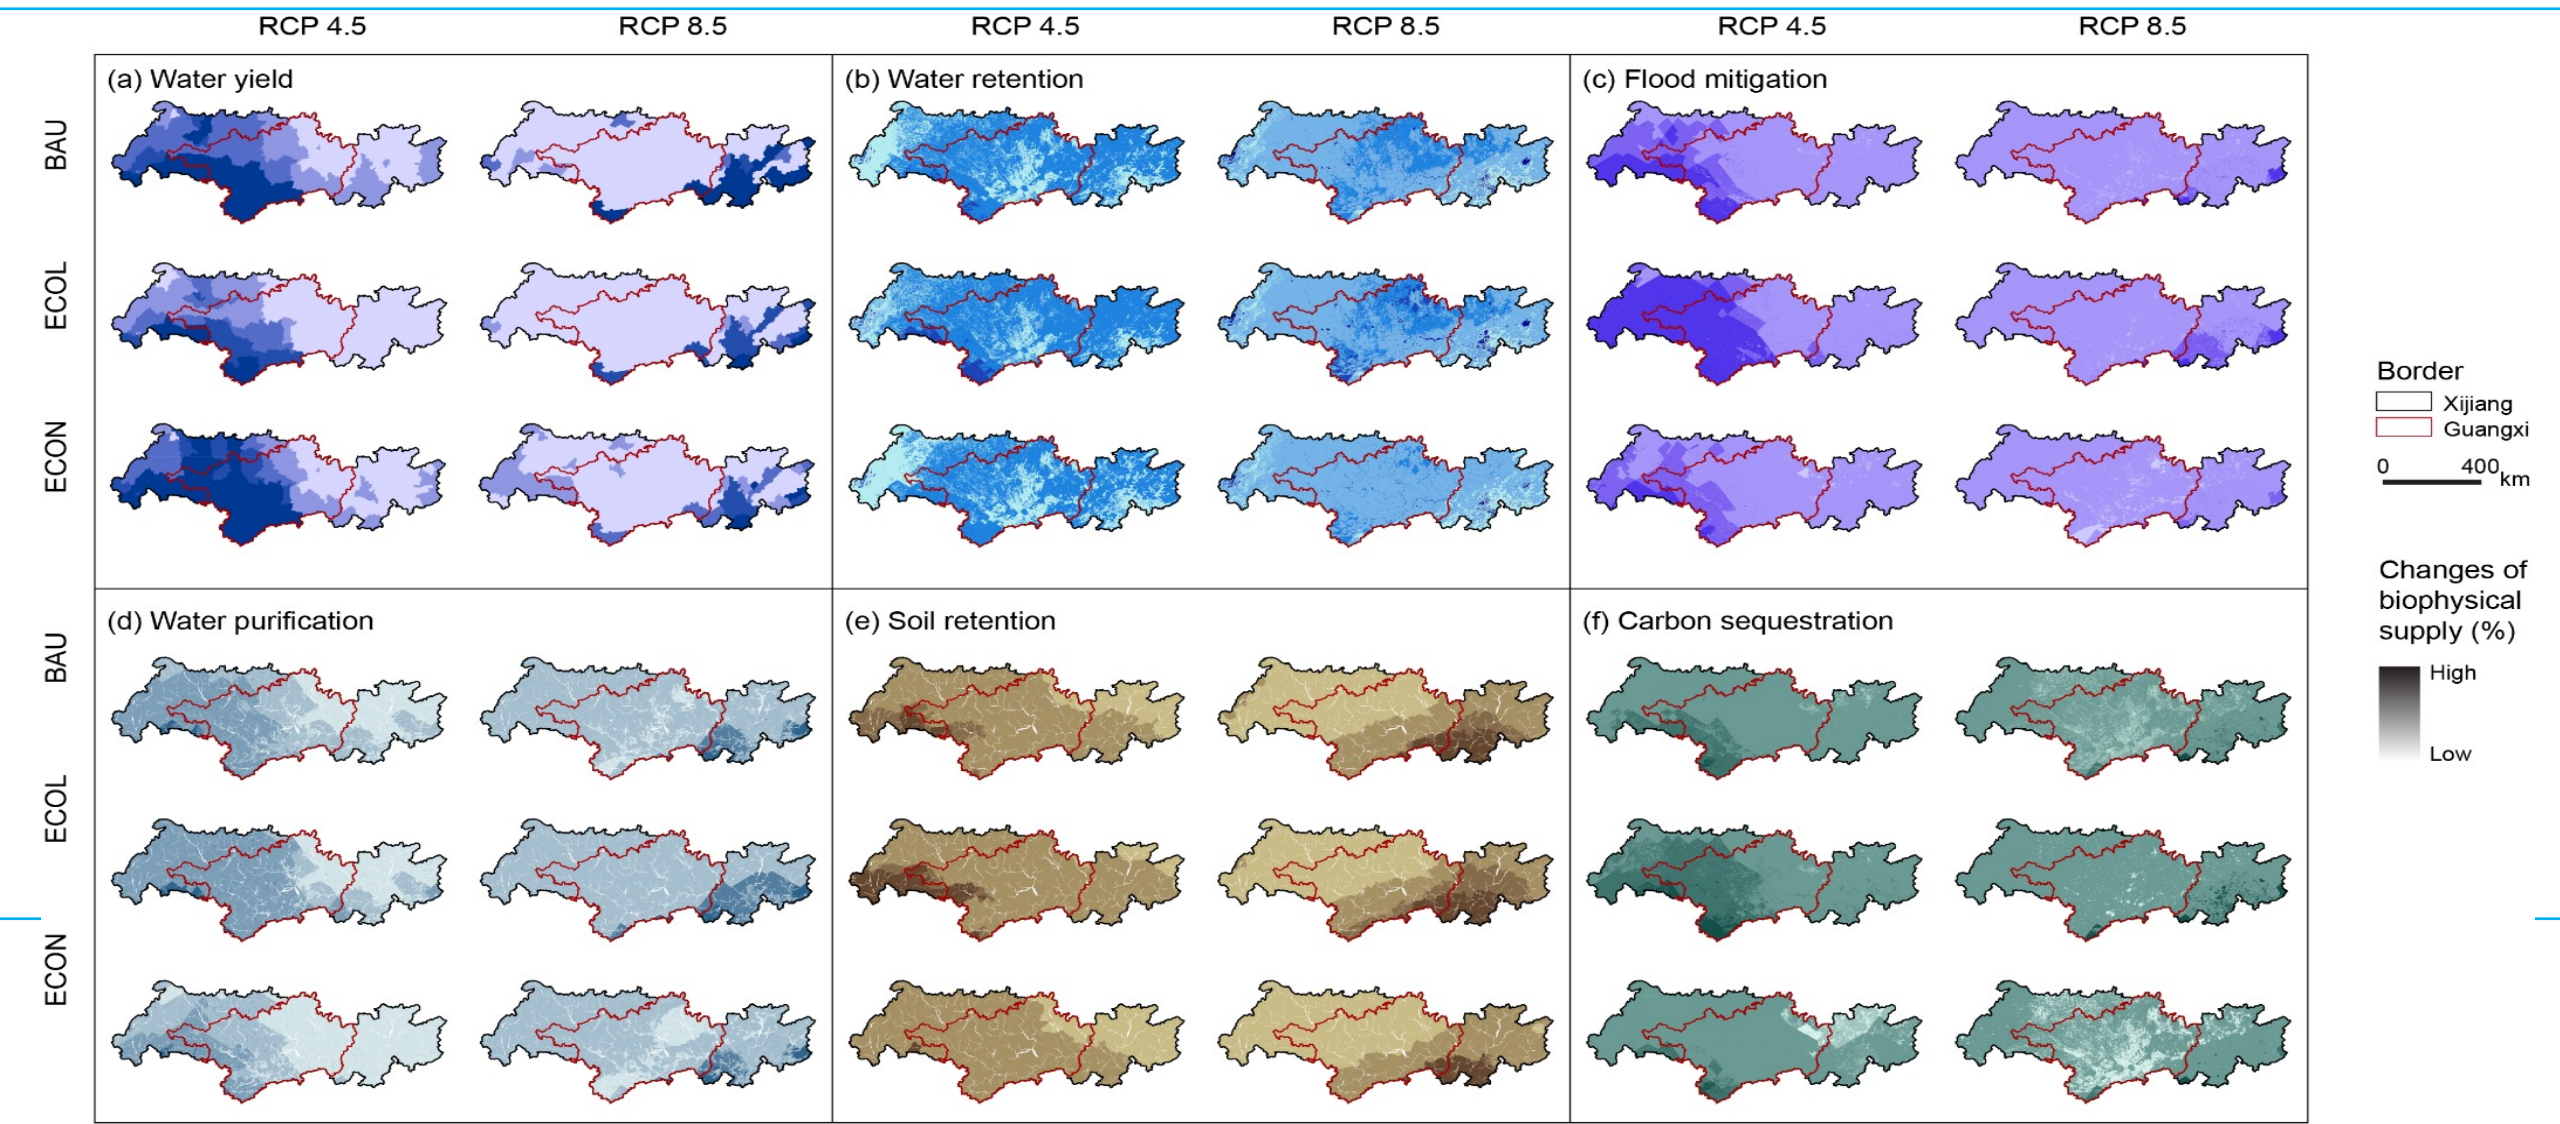 RCP 4.5 RCP 8.5 RCP 4.5 RCP 8.5 RCP 4.5 RCP 8.5
(a) Water yield
(b) Water retention
(c) Flood mitigation
BAU
ECOL
ECON
(d) Water purification
(e) Soil retention
(f) Carbon sequestration
BAU
ECOL
ECON
Border
Xijiang
Guangxi
0 400 km
Changes of
biophysical
supply (%)
High
Low